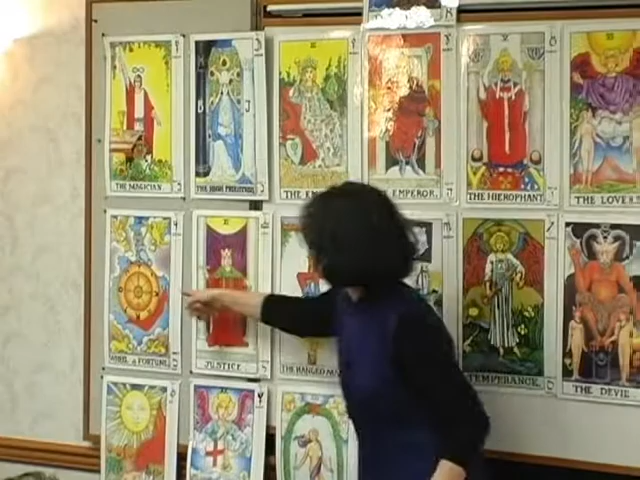 THE MAGICIAN
THE HIGH PRIESTESS
THE
EMPEROR
THE HIEROPHANT
THE LOVERS
WHEEL of FORTUNE
JUSTICE
THE HANGED MAN
TEMPERANCE
THE DEVIL